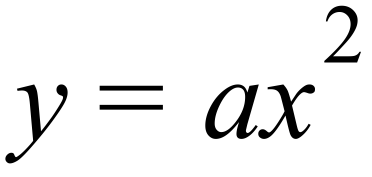 y = ax²